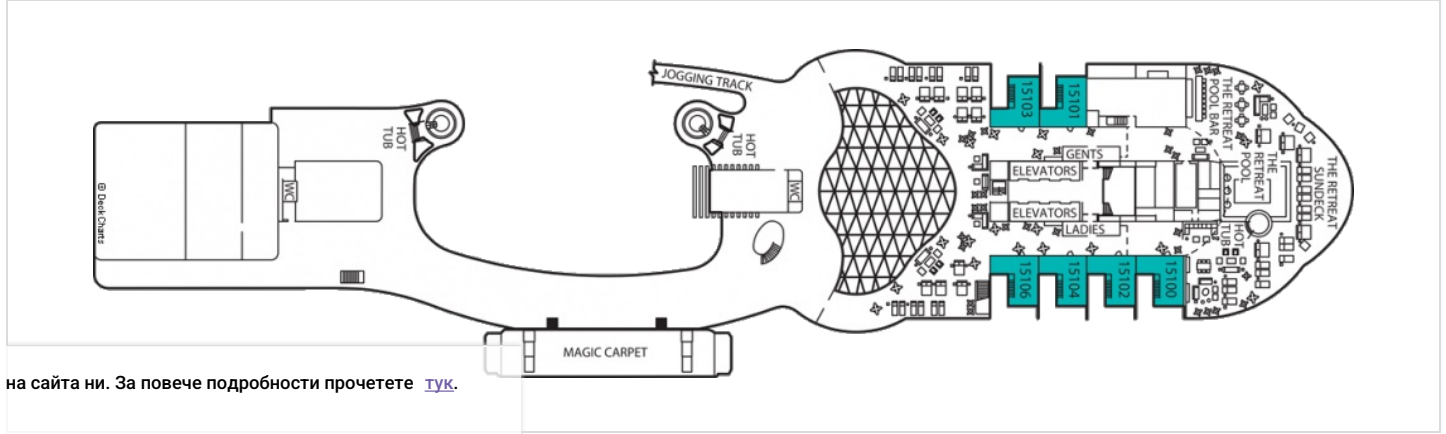 JOGGING TRACK
HOT
TUB
HOT
TUB
WC
WC
Deck Charts
15103
15101
THE RETREAT
POOL BAR
GENTS
ELEVATORS
THE
RETREAT
POOL
THE RETREAT
SUNDECK
ELEVATORS
LADIES
HOT
TUB
15106
15104
15102
15100
MAGIC CARPET
на сайта ни. За повече подробности прочетете тук.